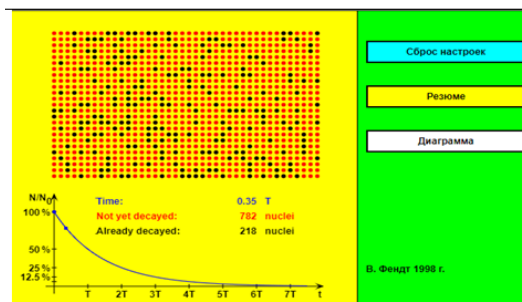 Сброс настроек
Резюме
Диаграмма
N/N0
Time: 0.35 T
100 %
Not yet decayed: 782 nuclei
Already decayed: 218 nuclei
50 %
25 %
12.5 %
T 2T 3T 4T 5T 6T 7T t
В. Фендт 1998 г.